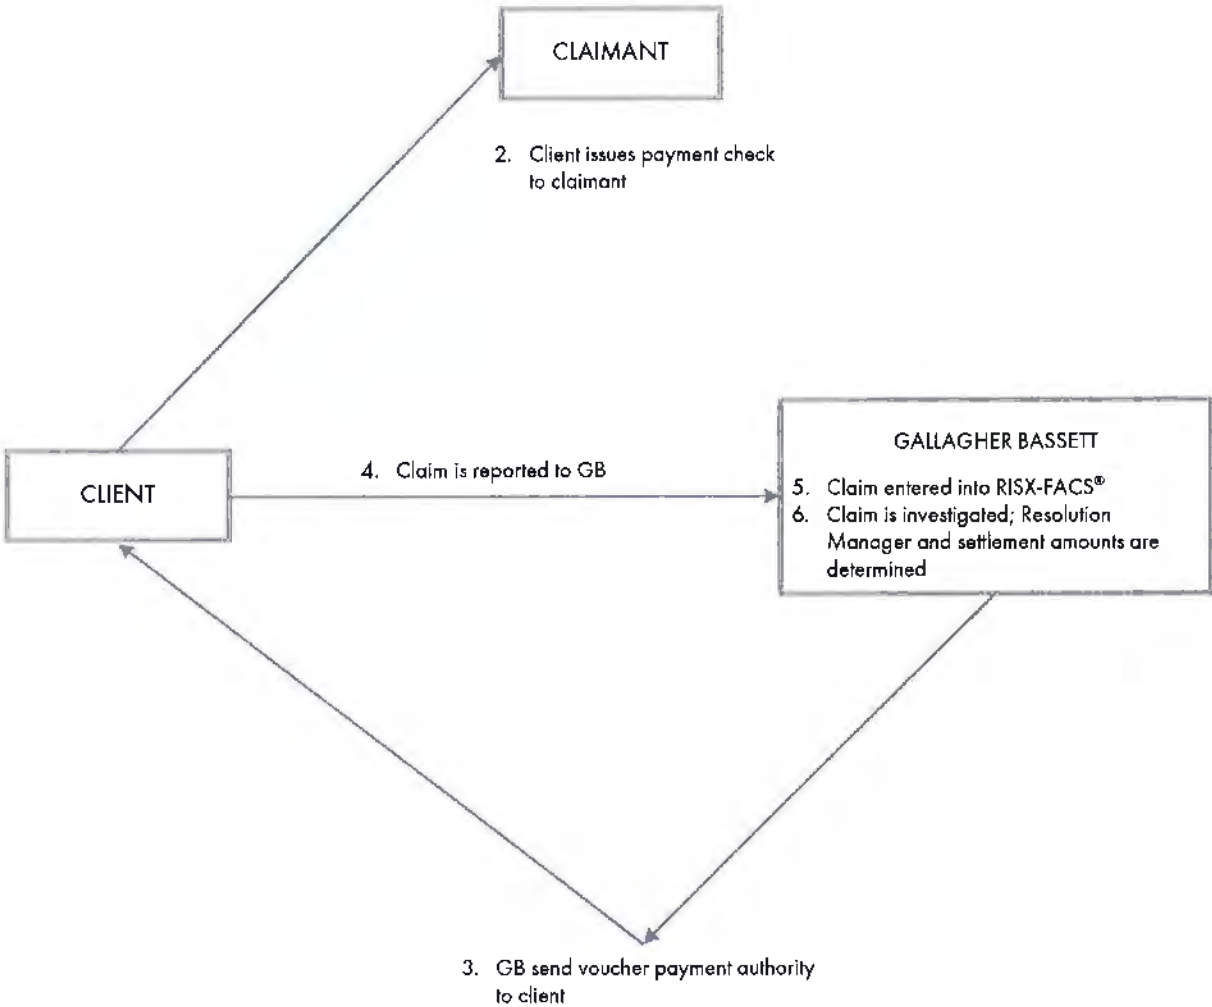 CLAIMANT
2. Client issues payment check
to claimant
GALLAGHER BASSETT
CLIENT
4. Claim is reported to GB
5. Claim entered into RISX-FACS®
6. Claim is investigated; Resolution
Manager and settlement amounts are
determined
3. GB send voucher payment authority
to client